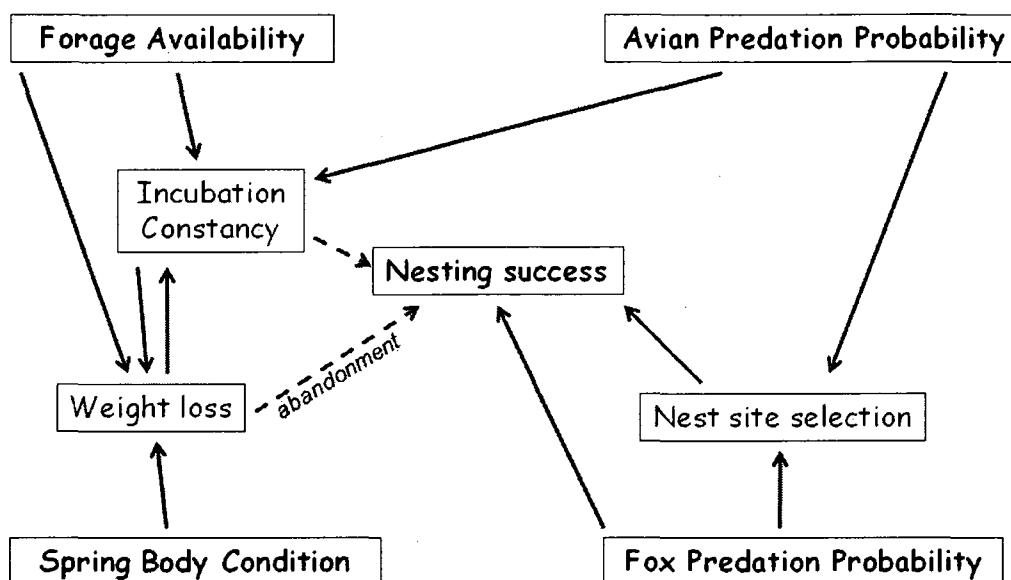 Forage Availability
Avian Predation Probability
Incubation
Constancy
Nesting success
abandonment
Weight loss
Nest site selection
Spring Body Condition
Fox Predation Probability